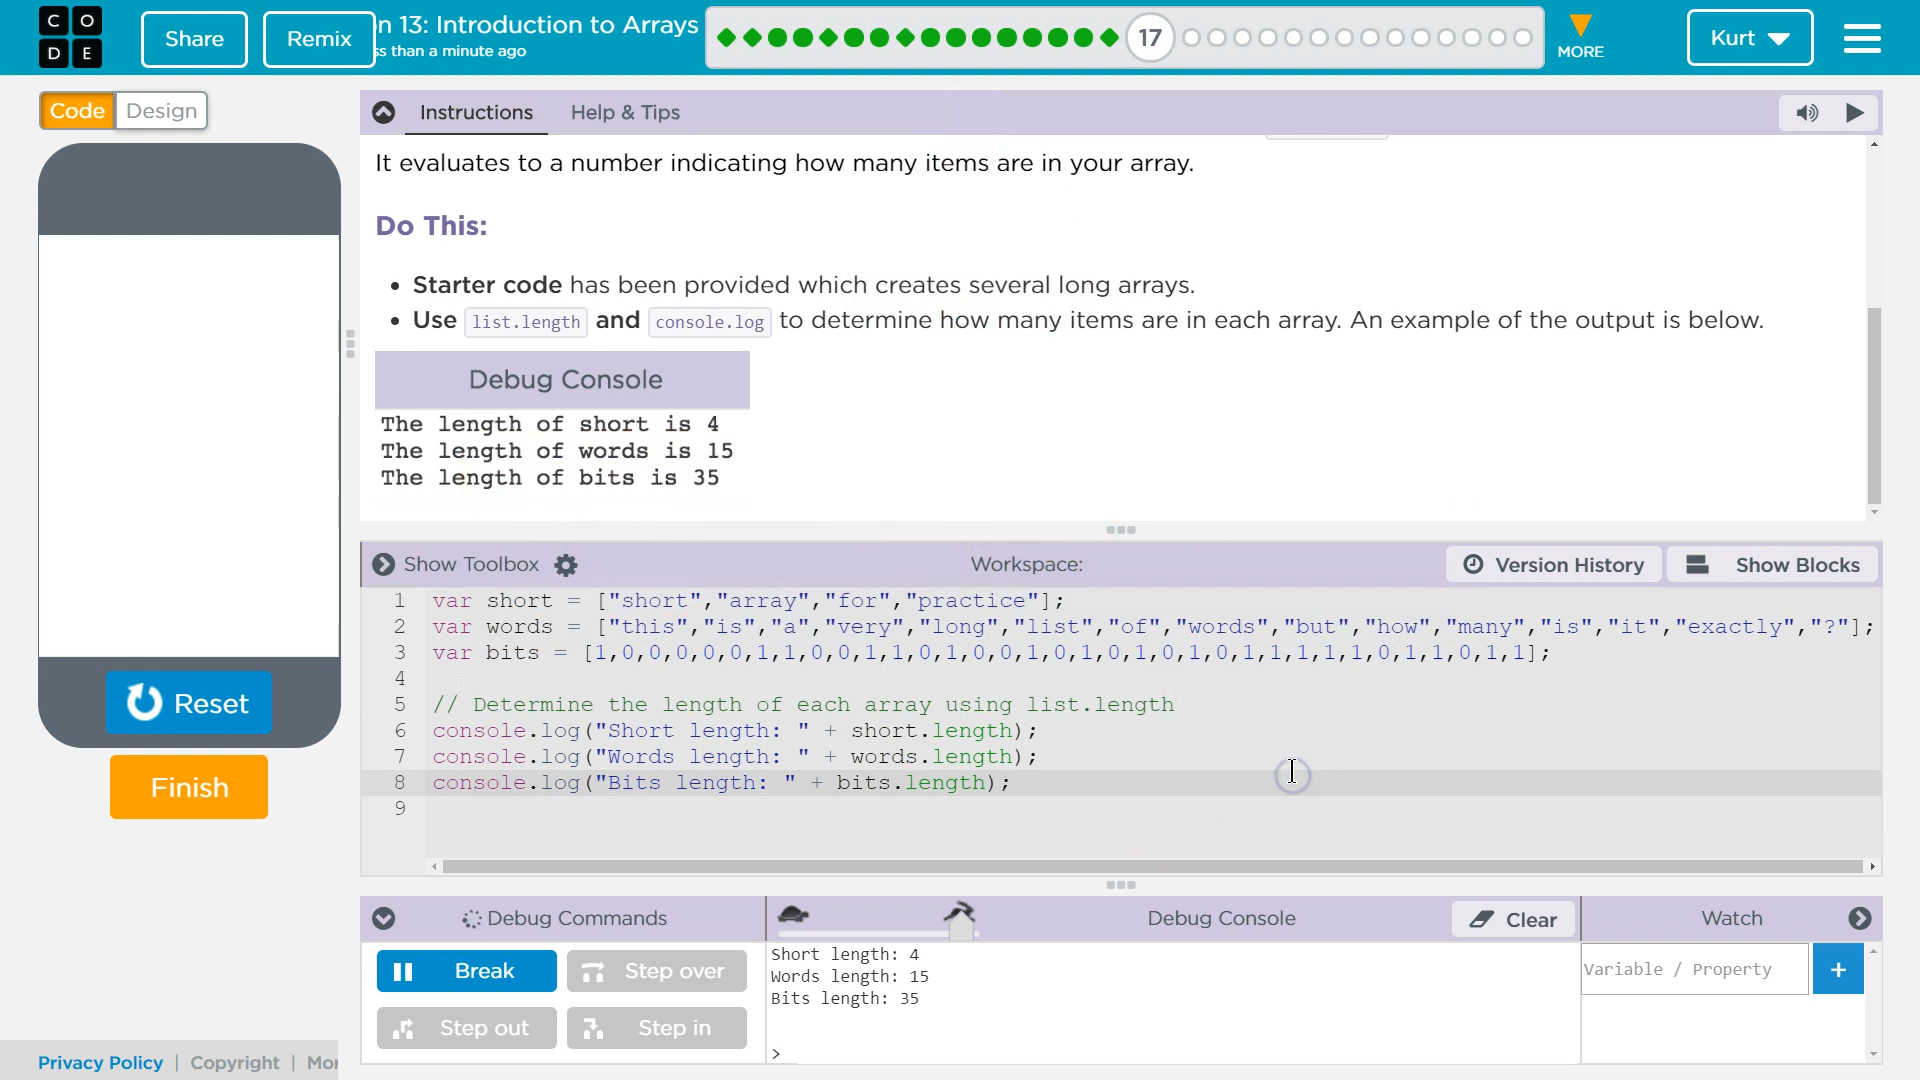 CODE
Share
Remix
n 13: Introduction to Arrays
ss than a minute ago
17
MORE
Kurt
Code
Design
Instructions
Help & Tips
It evaluates to a number indicating how many items are in your array.
Do This:
Starter code has been provided which creates several long arrays.
Use list.length and console.log to determine how many items are in each array. An example of the output is below.
Debug Console
The length of short is 4
The length of words is 15
The length of bits is 35
Show Toolbox
Workspace:
Version History
Show Blocks
1 var short = ["short","array","for","practice"];
2 var words = ["this","is","a","very","long","list","of","words","but","how","many","is","it","exactly","?"];
3 var bits = [1,0,0,0,0,0,1,1,0,0,1,1,0,1,0,0,1,0,1,0,1,0,1,0,1,1,1,1,1,0,1,1,0,1,1];
4
5 // Determine the length of each array using list.length
6 console.log("Short length: " + short.length);
7 console.log("Words length: " + words.length);
8 console.log("Bits length: " + bits.length);
9
Reset
Finish
Debug Commands
Debug Console
Clear
Watch
Break
Step over
Step out
Step in
Short length: 4
Words length: 15
Bits length: 35
>
Variable / Property
+
Privacy Policy | Copyright | Mor